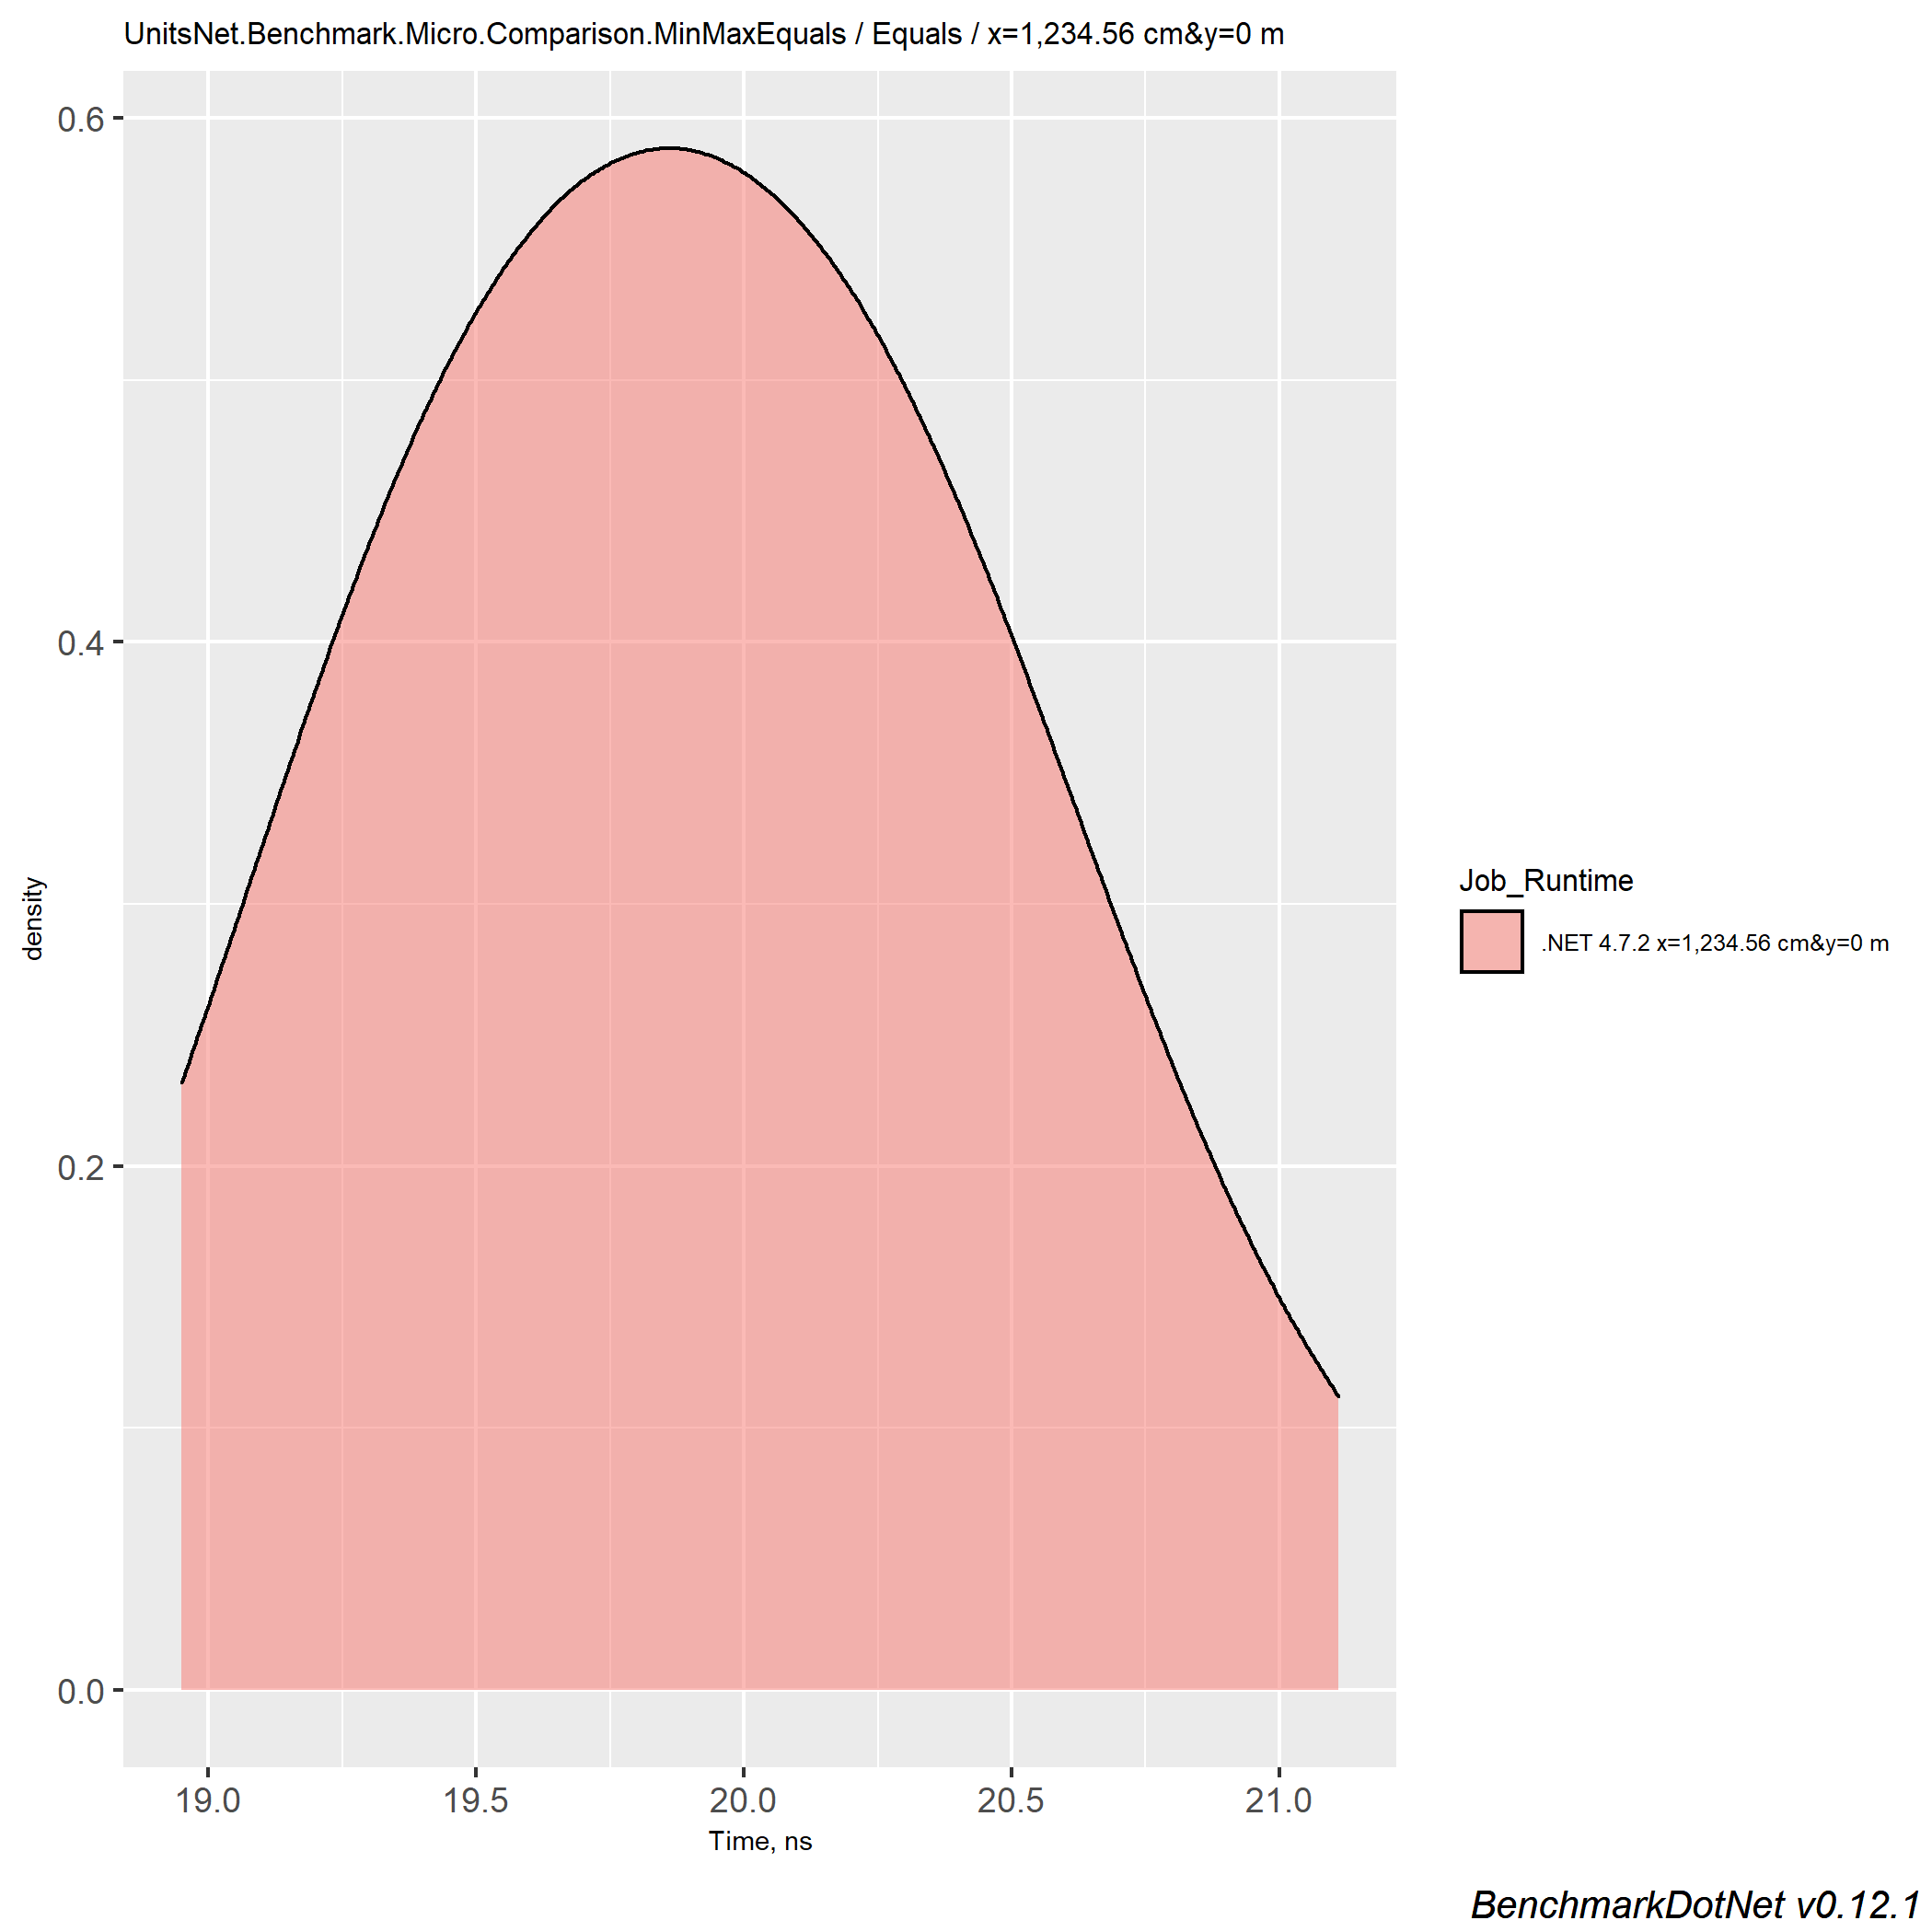 UnitsNet.Benchmark.Micro.Comparison.MinMaxEquals / Equals / x=1,234.56 cm&y=0 m
0.6
0.4
0.2
0.0
density
19.0 19.5 20.0 20.5 21.0
Time, ns
Job_Runtime
.NET 4.7.2 x=1,234.56 cm&y=0 m
BenchmarkDotNet v0.12.1